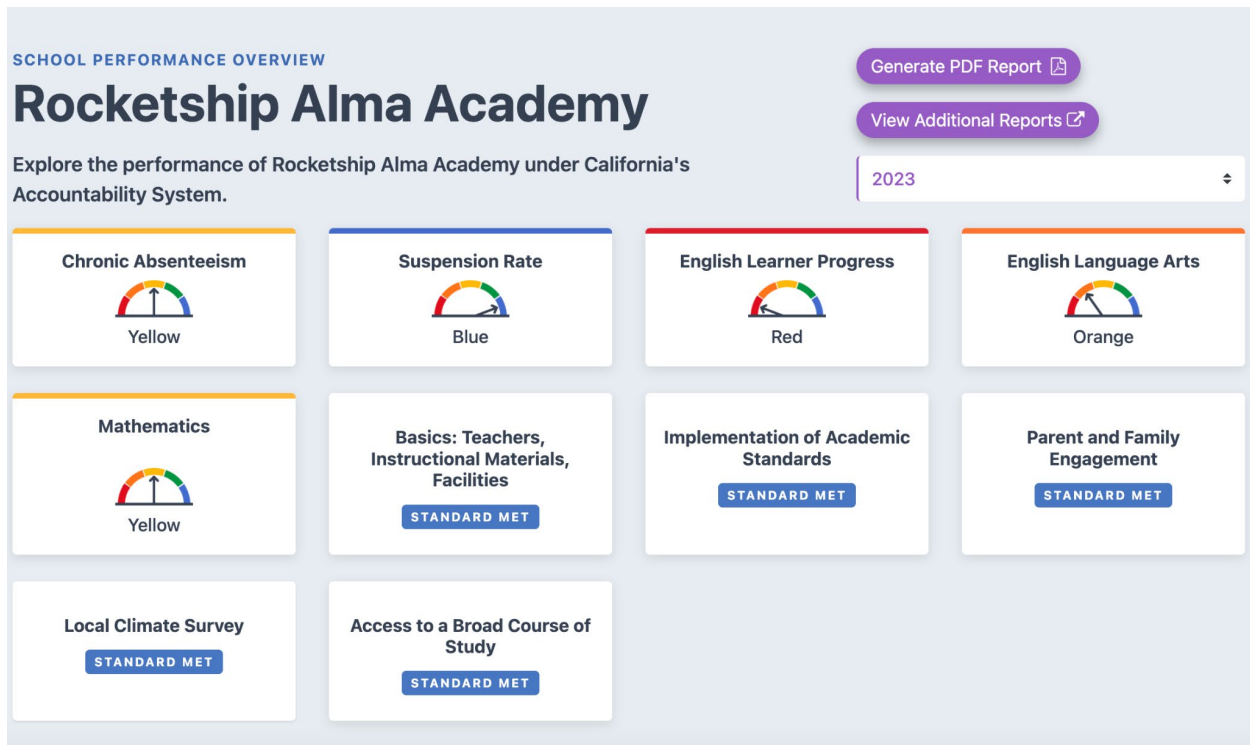 SCHOOL PERFORMANCE OVERVIEW
Rocketship Alma Academy
Explore the performance of Rocketship Alma Academy under California's
Accountability System.
Generate PDF Report
View Additional Reports
2023
Chronic Absenteeism
Yellow
Suspension Rate
Blue
English Learner Progress
Red
English Language Arts
Orange
Mathematics
Yellow
Basics: Teachers,
Instructional Materials,
Facilities
STANDARD MET
Implementation of Academic
Standards
STANDARD MET
Parent and Family
Engagement
STANDARD MET
Local Climate Survey
STANDARD MET
Access to a Broad Course of
Study
STANDARD MET